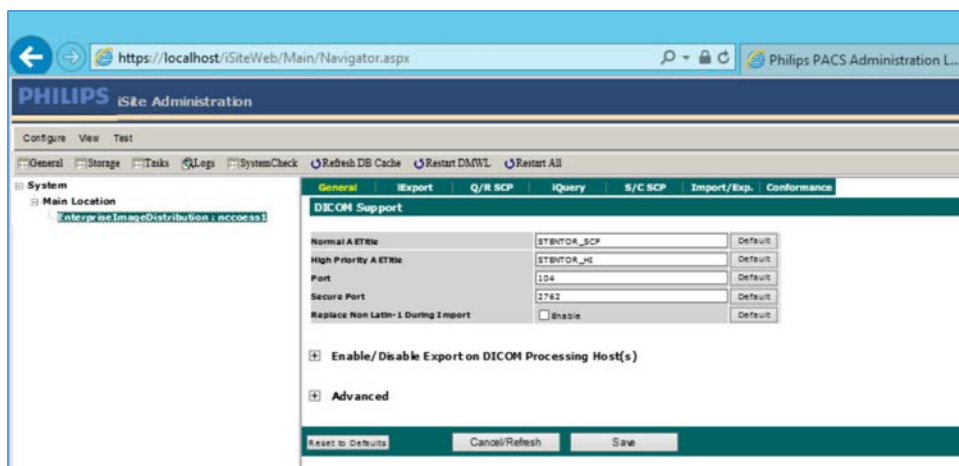 https://localhost/iSiteWeb/Main/Navigator.aspx
Philips PACS Administration L...
PHILIPS iSite Administration
Configure View Test
General Storage Tasks Logs SystemCheck Refresh DB Cache Restart DMWL Restart All
System
Main Location
EnterpriseImageDistribution : nccoess1
General iExport Q/R SCP iQuery S/C SCP Import/Exp. Conformance
DICOM Support
Normal AETitle STENTOR_SCP Default
High Priority AETitle STENTOR_HI Default
Port 104 Default
Secure Port 2762 Default
Replace Non Latin-1 During Import Enable Default
Enable/Disable Export on DICOM Processing Host(s)
Advanced
Reset to Defaults Cancel/Refresh Save